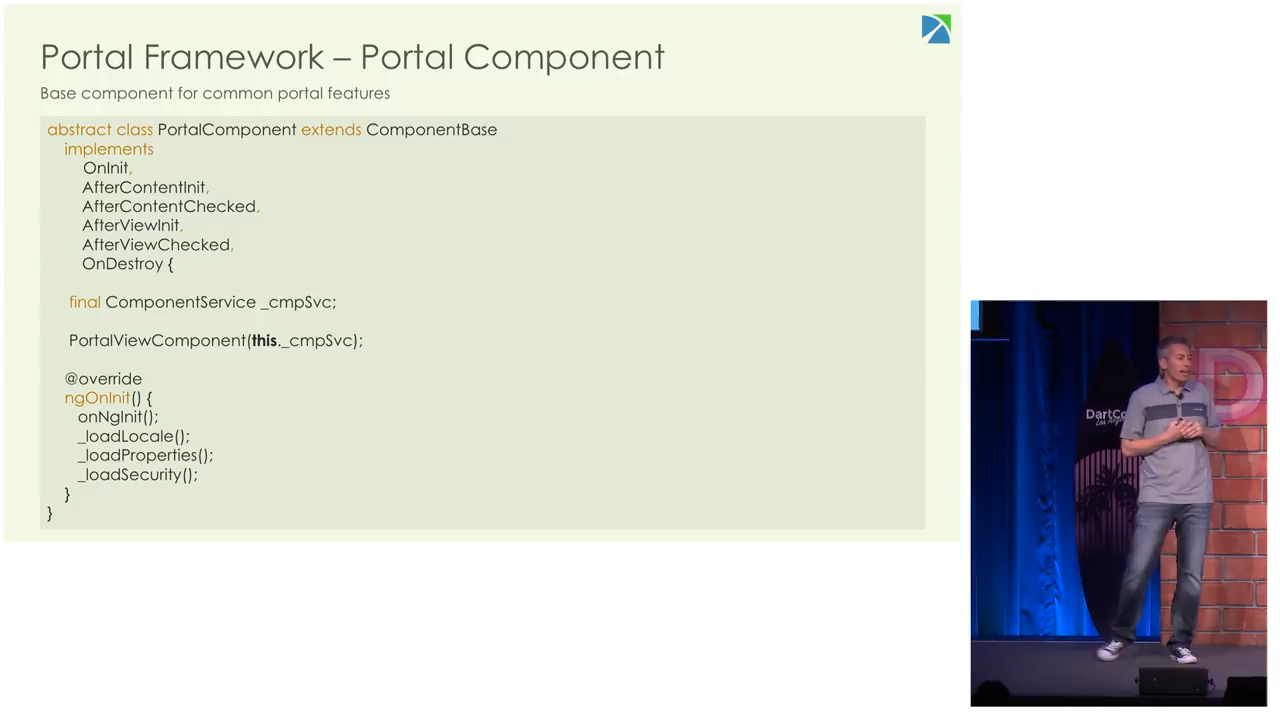 Portal Framework – Portal Component
Base component for common portal features
abstract class PortalComponent extends ComponentBase
implements
OnInit,
AfterContentInit,
AfterContentChecked,
AfterViewInit,
AfterViewChecked,
OnDestroy {
final ComponentService _cmpSvc;
PortalViewComponent(this._cmpSvc);
@override
ngOnInit() {
onNgInit();
_loadLocale();
_loadProperties();
_loadSecurity();
}
}
D